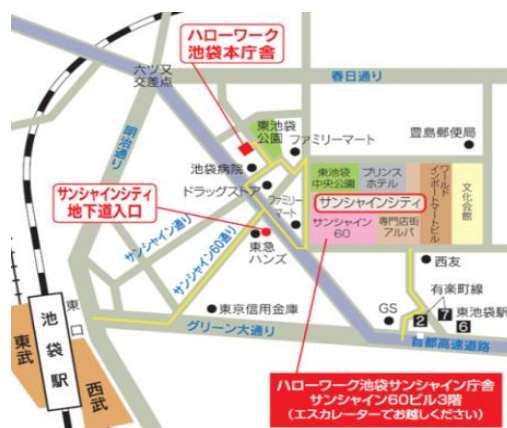 ハローワーク
池袋本庁舎
六ツ又
交差点
春日通り
明治通り
東池袋
公園
ファミリーマート
豊島郵便局
池袋病院
ドラッグストア
東池袋
中央公園
プリンス
ホテル
ワールド
インポートマートビル
文化会館
サンシャインシティ
サンシャイン
60
専門店街
アルパ
ファミリー
マート
サンシャインシティ
地下道入口
サンシャイン通り
サンシャイン60通り
東急
ハンズ
西友
有楽町線
東池袋駅
GS
2
7
6
東京信用金庫
グリーン大通り
首都高速道路
東口
池袋駅
東武
西武
ハローワーク池袋サンシャイン庁舎
サンシャイン60ビル3階
(エスカレーターでお越しください)